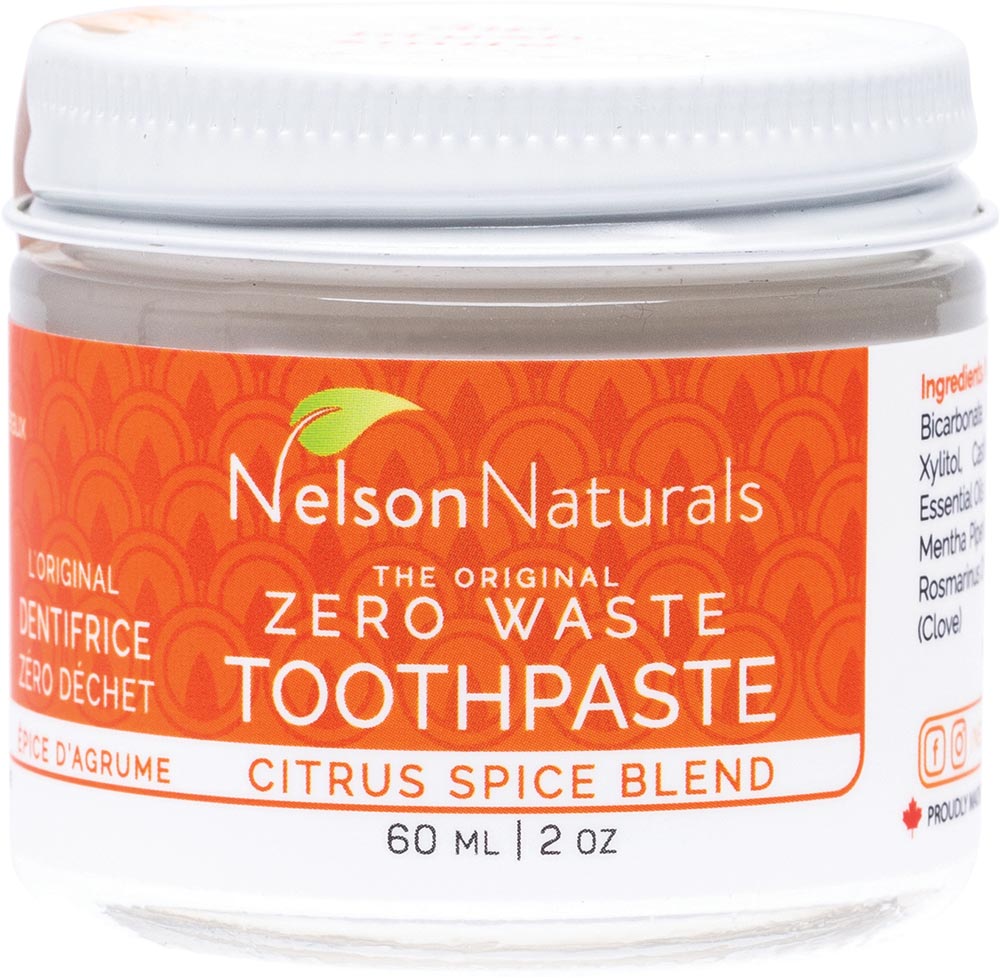 Nelson Naturals
THE ORIGINAL
ZERO WASTE
TOOTHPASTE
CITRUS SPICE BLEND
60 ML | 2 OZ
L'ORIGINAL
DENTIFRICE
ZÉRO DÉCHET
ÉPICE D'AGRUME
Ingredients
Bicarbonate
Xylitol,
Essential
Mentha
Rosmarinus
(Clove)
PROUDLY